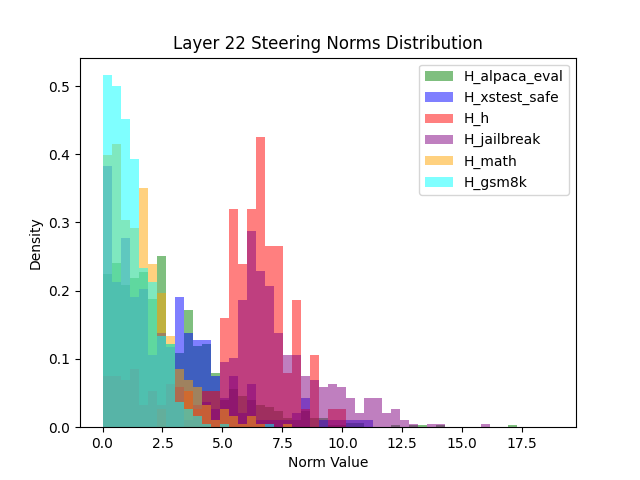 Layer 22 Steering Norms Distribution
Density
0.5
0.4
0.3
0.2
0.1
0.0
H_alpaca_eval
H_xstest_safe
H_h
H_jailbreak
H_math
H_gsm8k
0.0 2.5 5.0 7.5 10.0 12.5 15.0 17.5
Norm Value